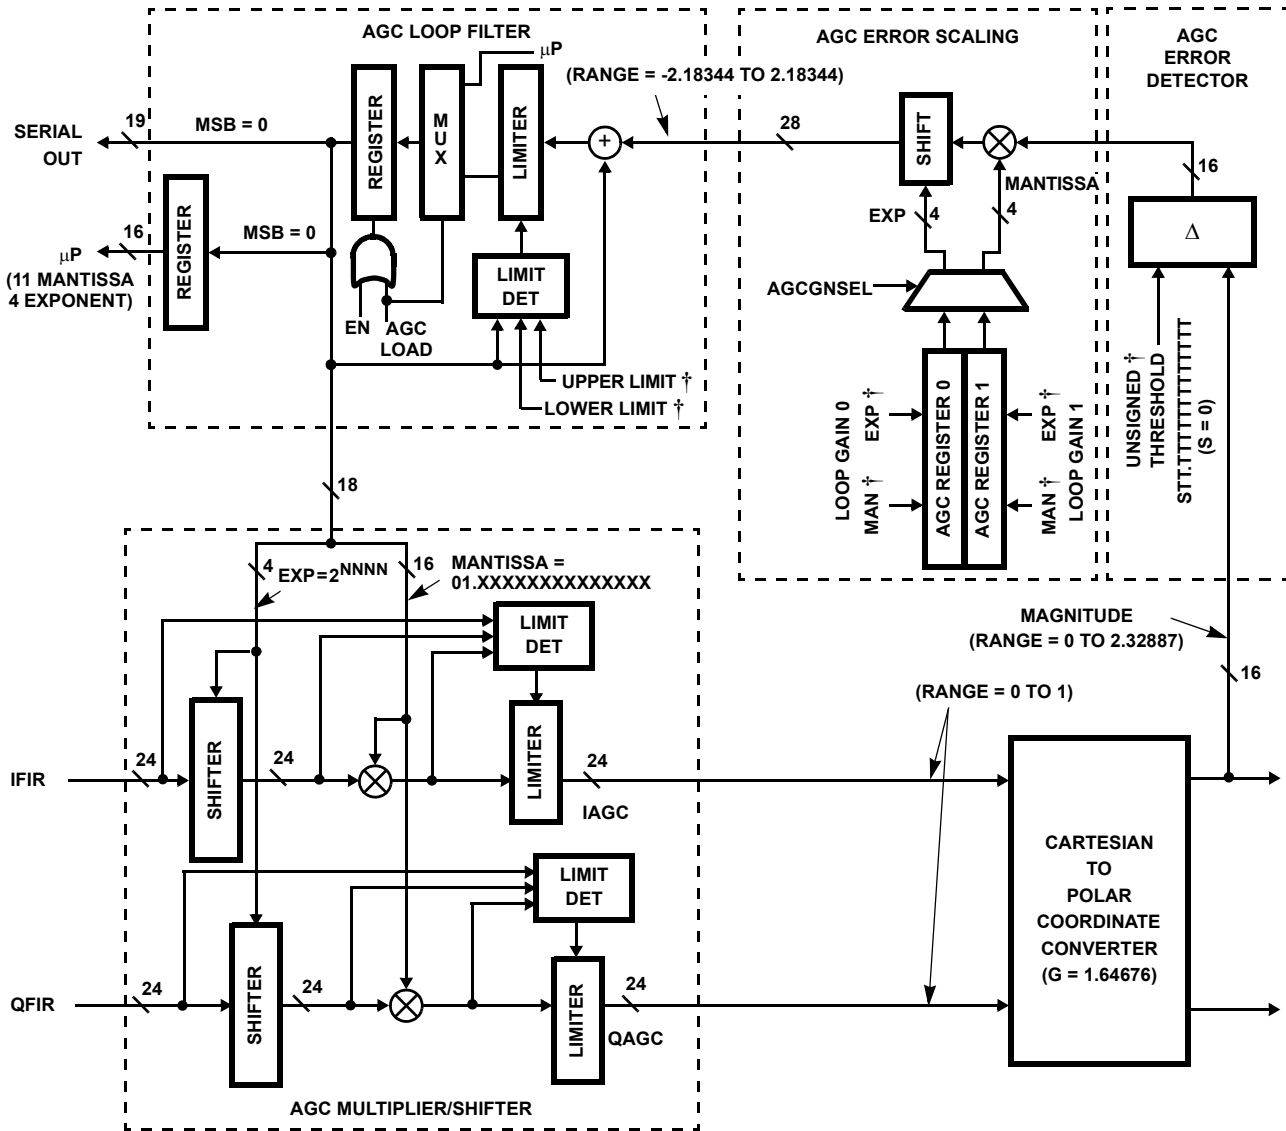 AGC LOOP FILTER
AGC ERROR SCALING
AGC
ERROR
DETECTOR
μP
(RANGE = -2.18344 TO 2.18344)
SERIAL
OUT
19
MSB = 0
REGISTER
MUX
LIMITER
+
28
SHIFT
MANTISSA
16
EXP
4
4
Δ
μP
(11 MANTISSA
4 EXPONENT)
16
REGISTER
MSB = 0
LIMIT
DET
EN
AGC
LOAD
AGCGNSEL
UPPER LIMIT †
LOWER LIMIT †
LOOP GAIN 0
EXP †
MAN †
AGC REGISTER 0
AGC REGISTER 1
EXP †
MAN †
LOOP GAIN 1
UNSIGNED †
THRESHOLD
STT.TTTTTTTTTTTTT
(S = 0)
18
4
EXP=2^NNNN
16
MANTISSA =
01.XXXXXXXXXXXXXX
LIMIT
DET
MAGNITUDE
(RANGE = 0 TO 2.32887)
16
(RANGE = 0 TO 1)
IFIR
24
SHIFTER
24
LIMITER
24
IAGC
LIMIT
DET
QFIR
24
SHIFTER
24
LIMITER
24
QAGC
CARTESIAN
TO
POLAR
COORDINATE
CONVERTER
(G = 1.64676)
AGC MULTIPLIER/SHIFTER